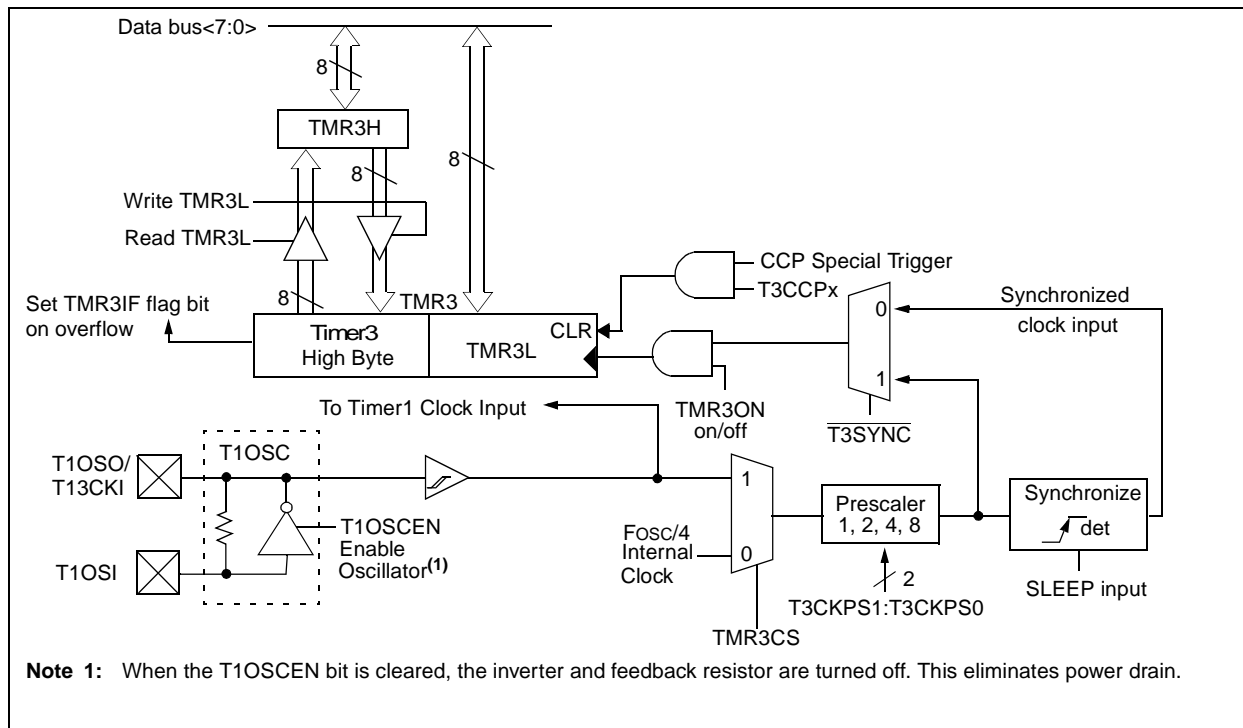 Data bus<7:0>
8
TMR3H
8
8
Write TMR3L
Read TMR3L
8
TMR3
CCP Special Trigger
T3CCPx
Set TMR3IF flag bit
on overflow
Timer3
High Byte
TMR3L
CLR
0
1
Synchronized
clock input
To Timer1 Clock Input
TMR3ON
on/off
T3SYNC
T1OSO/
T13CKI
T1OSC
T1OSCEN
Enable
Oscillator(1)
T1OSI
1
0
FOSC/4
Internal
Clock
Prescaler
1, 2, 4, 8
Synchronize
det
2
T3CKPS1:T3CKPS0
SLEEP input
TMR3CS
Note 1: When the T1OSCEN bit is cleared, the inverter and feedback resistor are turned off. This eliminates power drain.